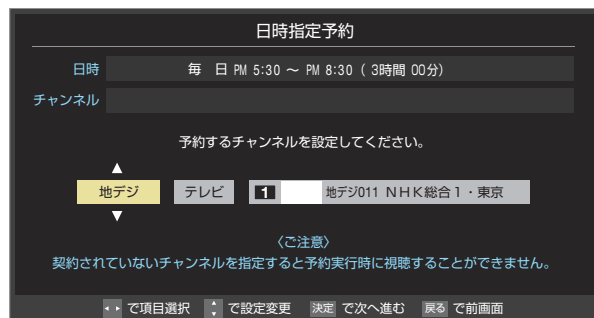 日時指定予約
日時 毎 日 PM 5:30 ～ PM 8:30 ( 3時間 00分)
チャンネル
予約するチャンネルを設定してください。
地デジ テレビ 1 地デジ011 ＮＨＫ総合１・東京
〈ご注意〉
契約されていないチャンネルを指定すると予約実行時に視聴することができません。
で項目選択 で設定変更 決定 で次へ進む 戻る で前画面